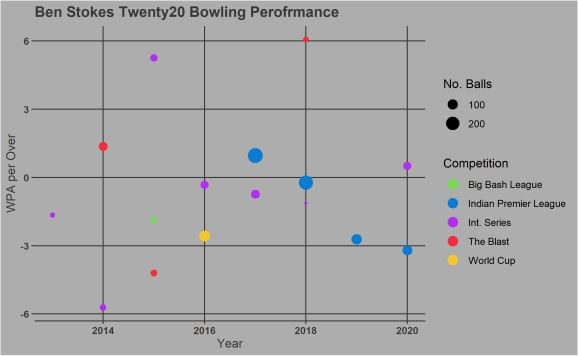 Ben Stokes Twenty20 Bowling Perofrmance
6
3
0
-3
-6
WPA per Over
2014 2016 2018 2020
Year
No. Balls
100
200
Competition
Big Bash League
Indian Premier League
Int. Series
The Blast
World Cup